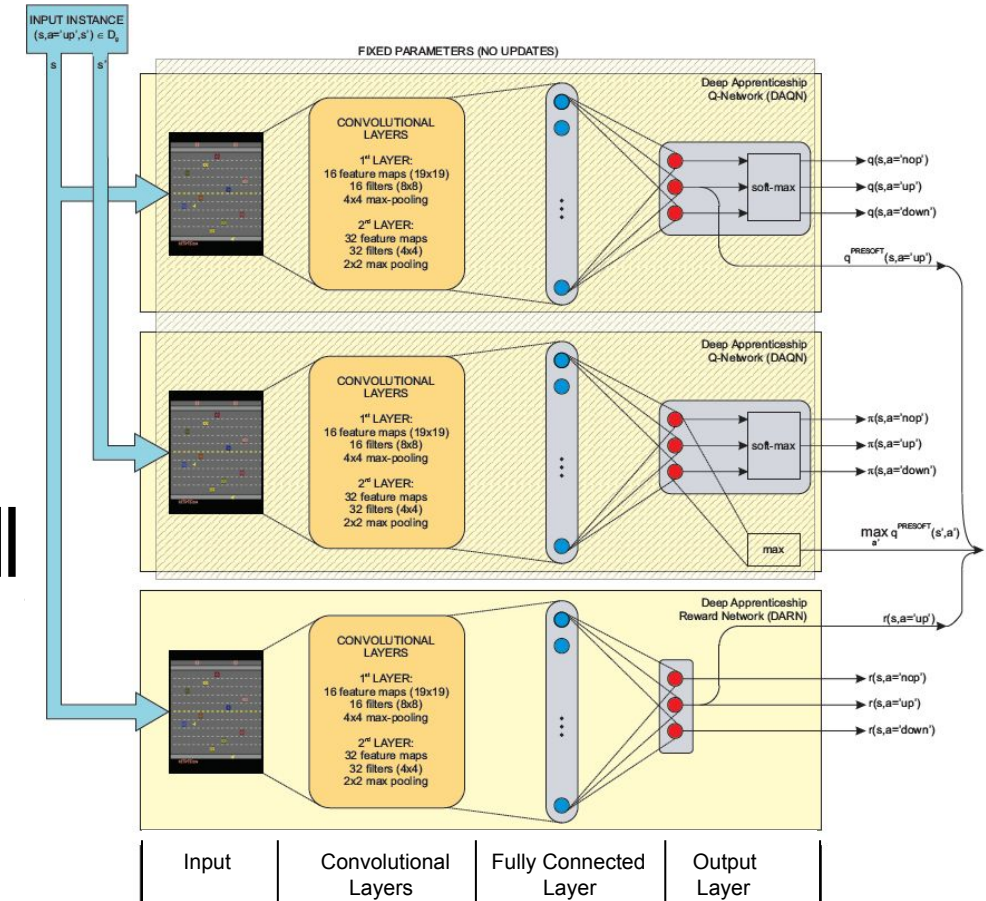 INPUT INSTANCE
(s,a='up',s') ∈ Ds
s s'
FIXED PARAMETERS (NO UPDATES)
Deep Apprenticeship
Q-Network (DAQN)
CONVOLUTIONAL
LAYERS
1st LAYER:
16 feature maps (19x19)
16 filters (8x8)
4x4 max-pooling
2nd LAYER:
32 feature maps
32 filters (4x4)
2x2 max pooling
soft-max
q(s,a='nop')
q(s,a='up')
q(s,a='down')
qPRESOFT(s,a='up')
Deep Apprenticeship
Q-Network (DAQN)
CONVOLUTIONAL
LAYERS
1st LAYER:
16 feature maps (19x19)
16 filters (8x8)
4x4 max-pooling
2nd LAYER:
32 feature maps
32 filters (4x4)
2x2 max pooling
soft-max
π(s,a='nop')
π(s,a='up')
π(s,a='down')
max
max qPRESOFT(s',a')
a'
Deep Apprenticeship
Reward Network (DARN)
CONVOLUTIONAL
LAYERS
1st LAYER:
16 feature maps (19x19)
16 filters (8x8)
4x4 max-pooling
2nd LAYER:
32 feature maps
32 filters (4x4)
2x2 max pooling
r(s,a='up')
r(s,a='nop')
r(s,a='up')
r(s,a='down')
Input
Convolutional
Layers
Fully Connected
Layer
Output
Layer